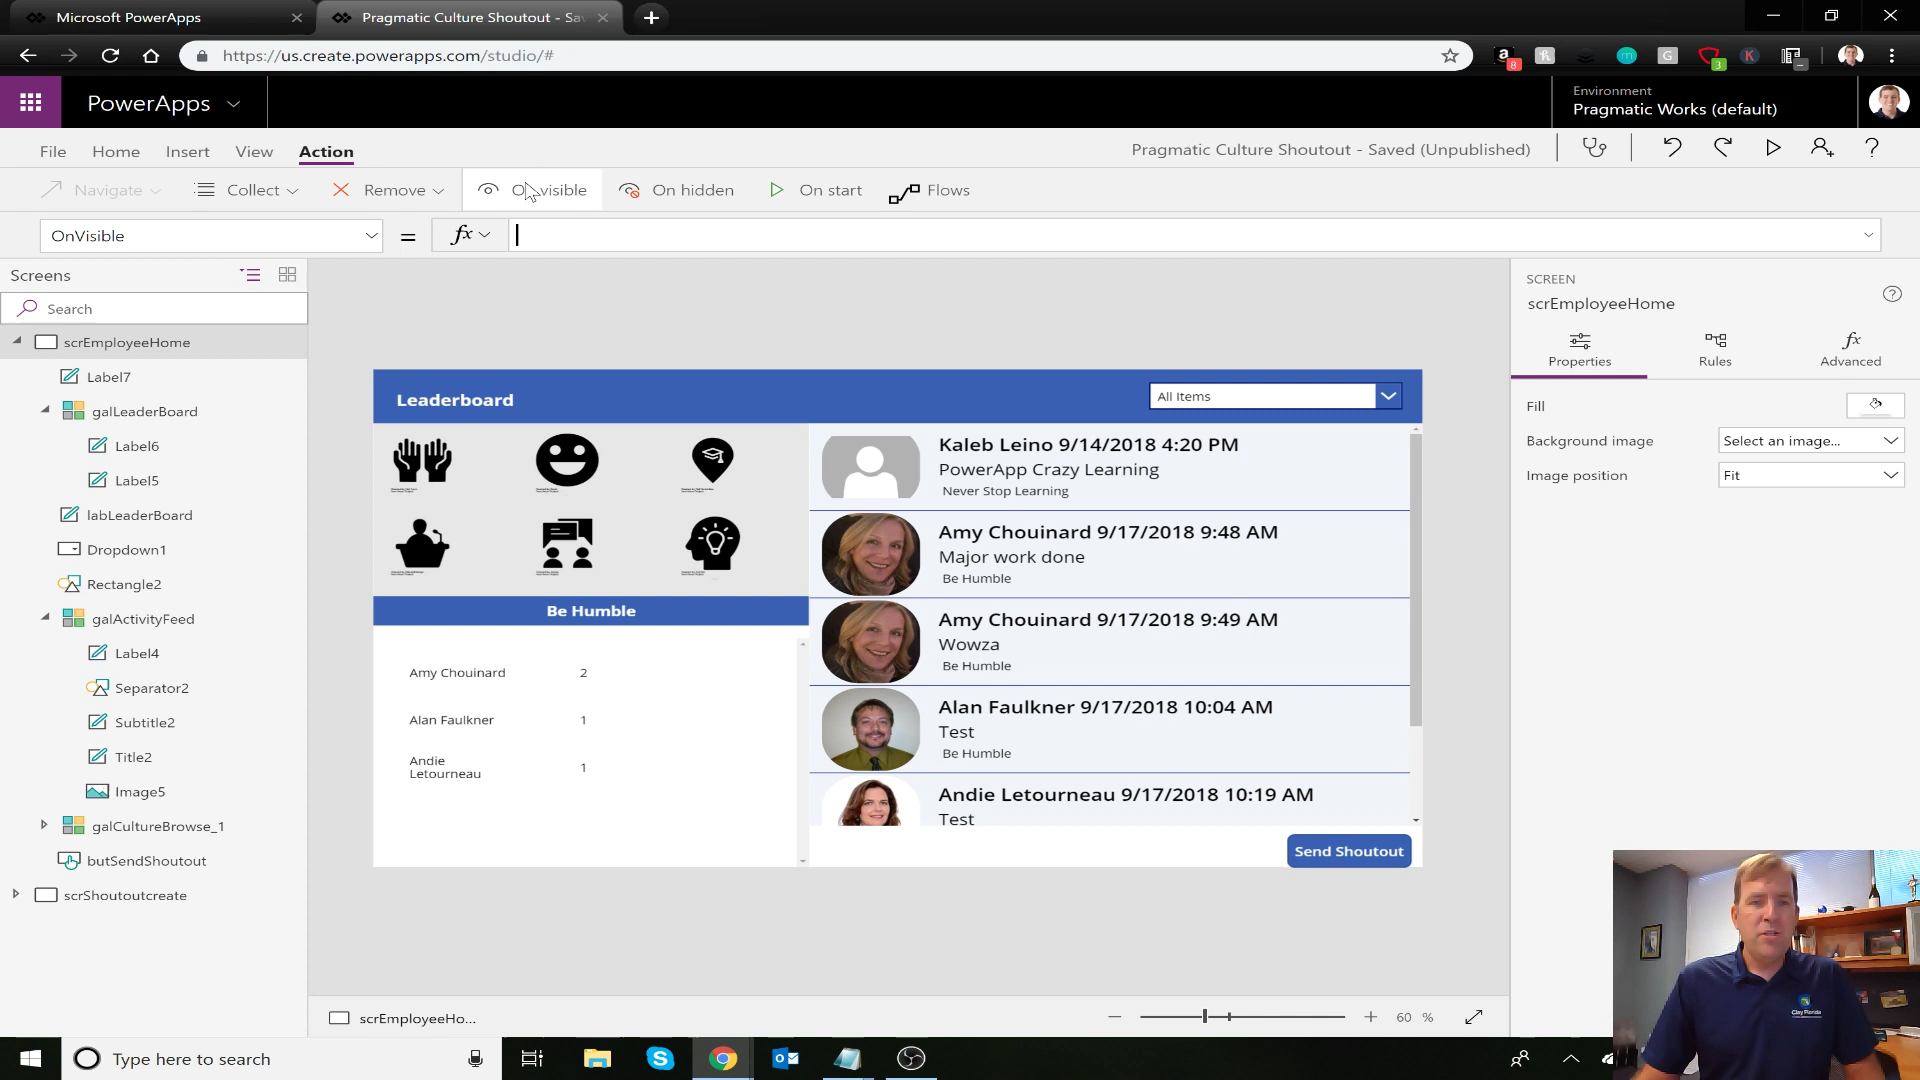 Microsoft PowerApps
Pragmatic Culture Shoutout - Sav
https://us.create.powerapps.com/studio/#
PowerApps
Environment
Pragmatic Works (default)
File Home Insert View Action
Pragmatic Culture Shoutout - Saved (Unpublished)
Navigate Collect Remove On visible On hidden On start Flows
OnVisible = fx
Screens
Search
scrEmployeeHome
Label7
galLeaderBoard
Label6
Label5
labLeaderBoard
Dropdown1
Rectangle2
galActivityFeed
Label4
Separator2
Subtitle2
Title2
Image5
galCultureBrowse_1
butSendShoutout
scrShoutoutcreate
Leaderboard
All Items
Be Humble
Amy Chouinard 2
Alan Faulkner 1
Andie
Letourneau 1
Kaleb Leino 9/14/2018 4:20 PM
PowerApp Crazy Learning
Never Stop Learning
Amy Chouinard 9/17/2018 9:48 AM
Major work done
Be Humble
Amy Chouinard 9/17/2018 9:49 AM
Wowza
Be Humble
Alan Faulkner 9/17/2018 10:04 AM
Test
Be Humble
Andie Letourneau 9/17/2018 10:19 AM
Test
Send Shoutout
SCREEN
scrEmployeeHome
Properties Rules Advanced
Fill
Background image Select an image...
Image position Fit
scrEmployeeHo...
60 %
Type here to search
Clay Florida